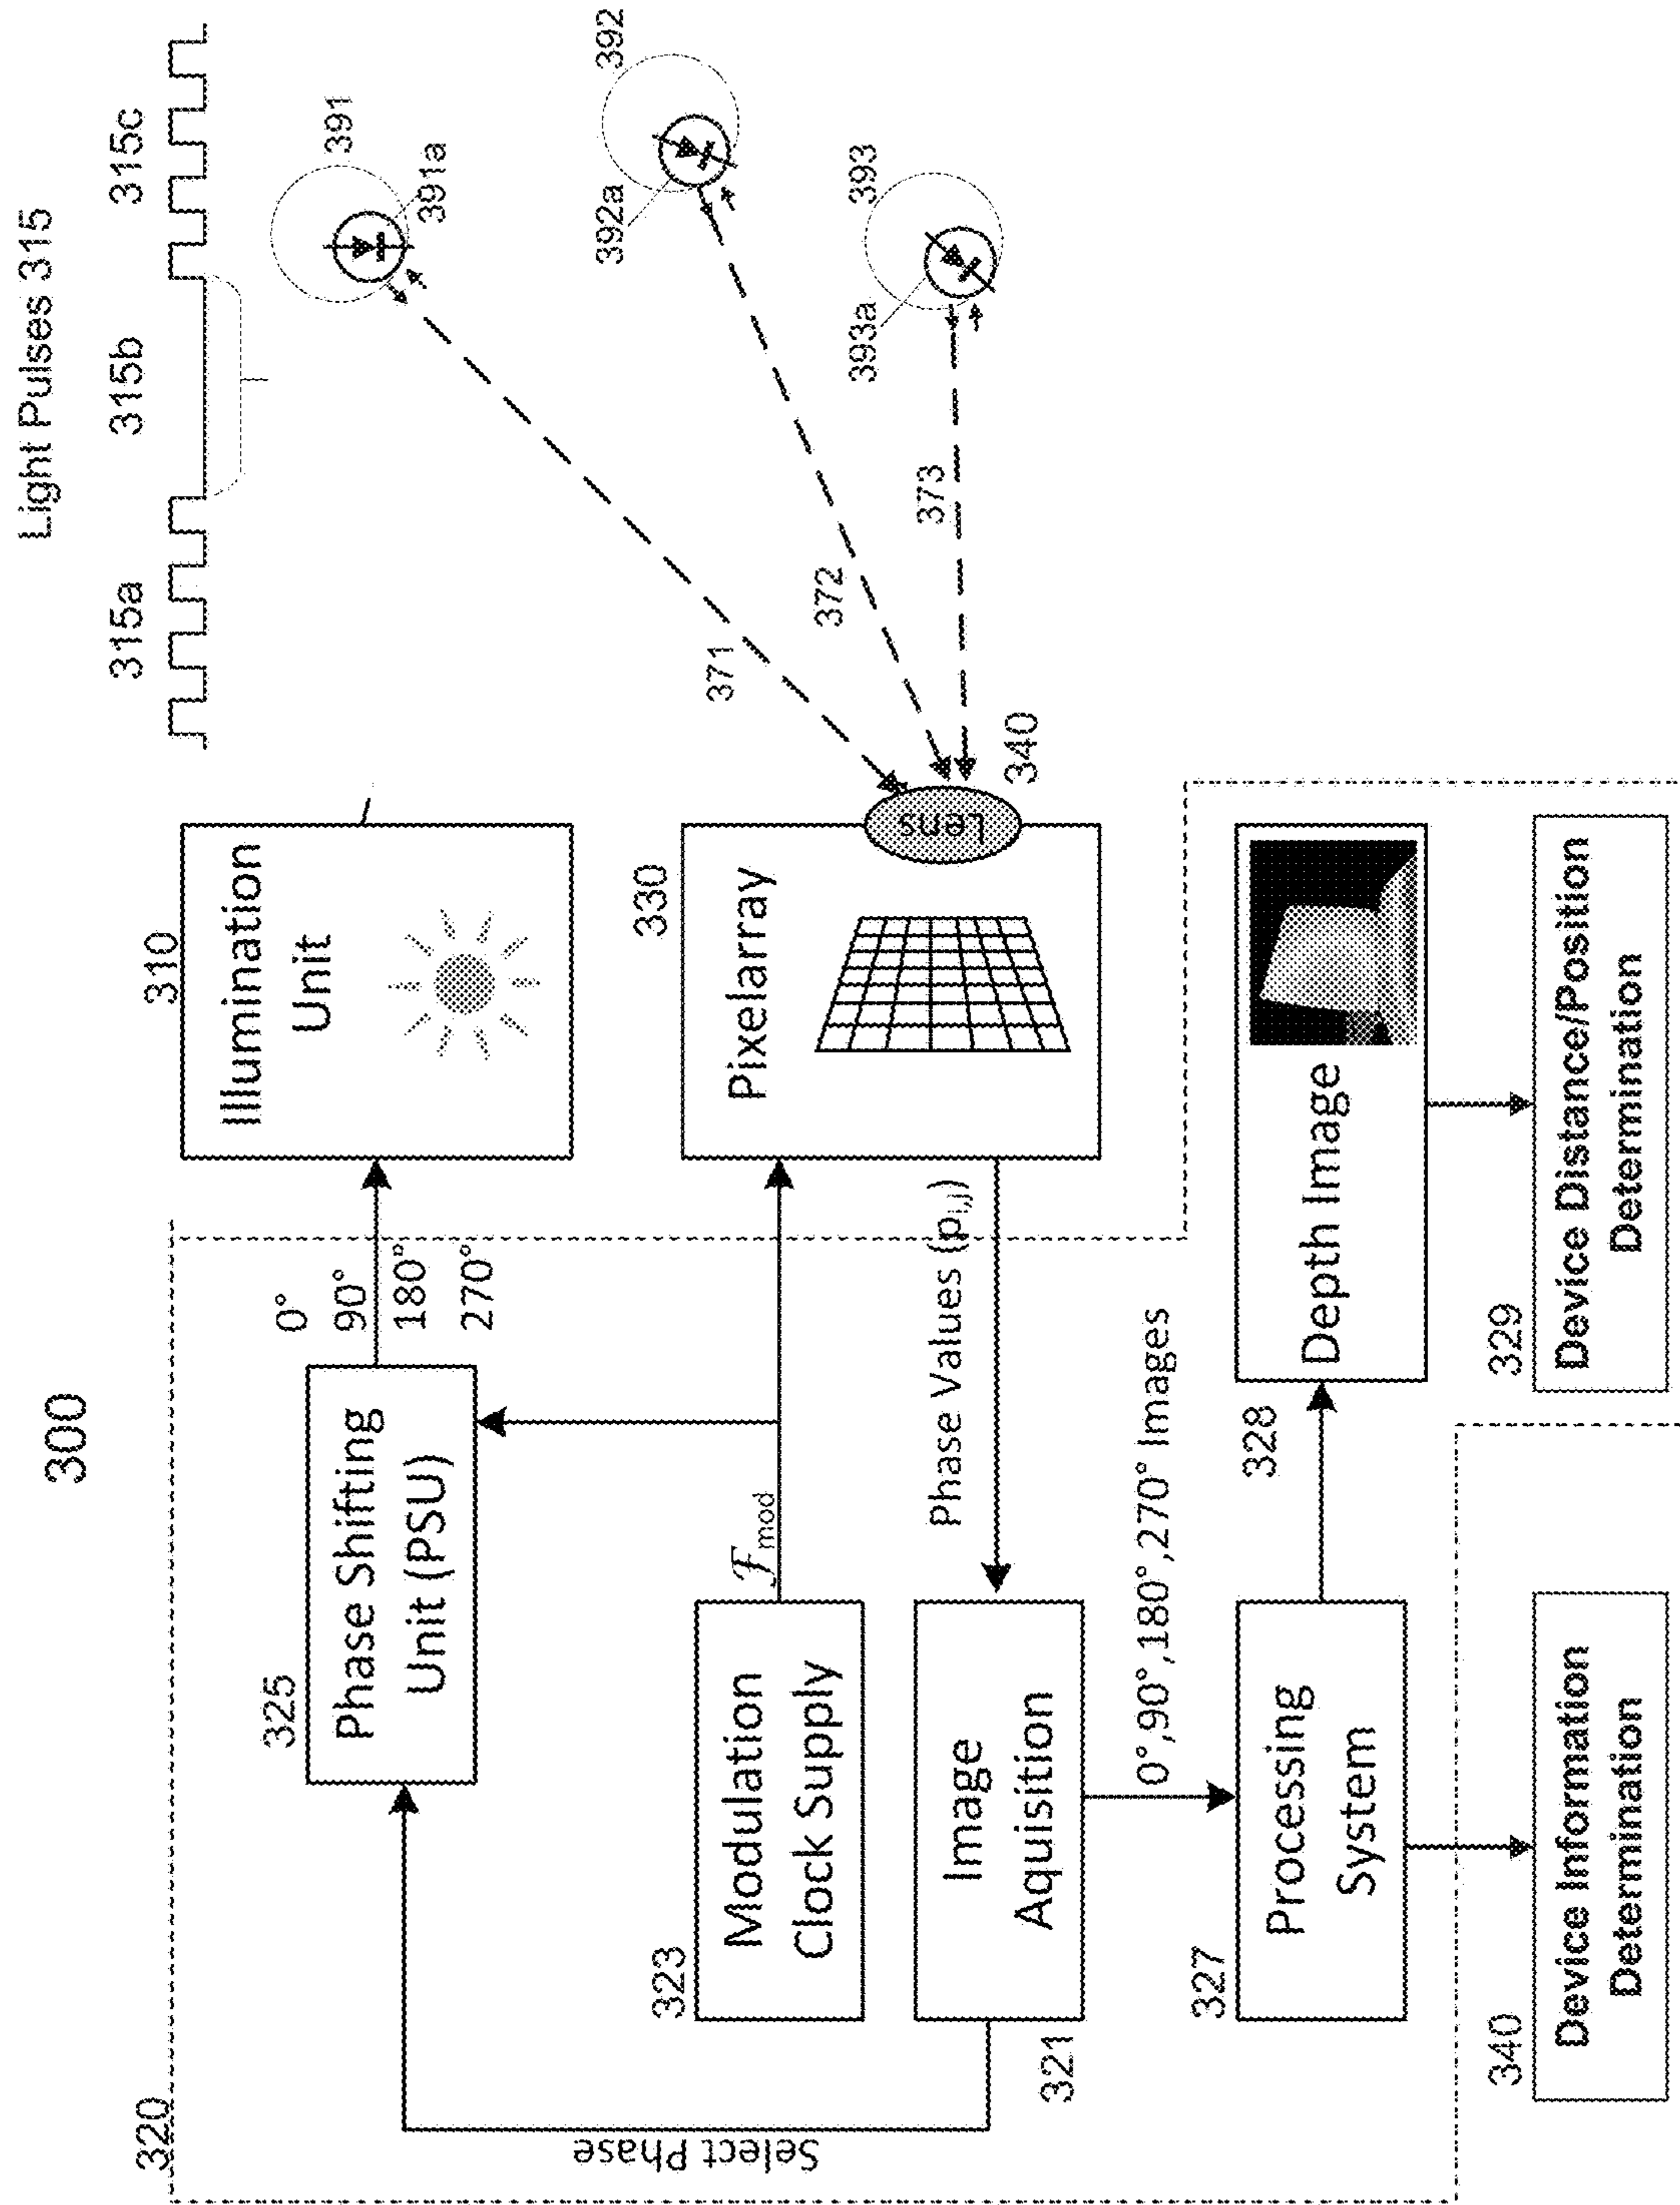 300
Light Pulses 315
315a
315b
315c
320
325
Phase Shifting
Unit (PSU)
0°
90°
180°
270°
310
Illumination
Unit
391
391a
392
392a
393
393a
371
372
373
Select Phase
323
Modulation
Clock Supply
ℱmod
330
Pixelarray
Lens
340
Phase Values (pi,j)
Image
Aquisition
321
0°,90°,180°,270° Images
327
Processing
System
328
Depth Image
340
Device Information
Determination
329
Device Distance/Position
Determination